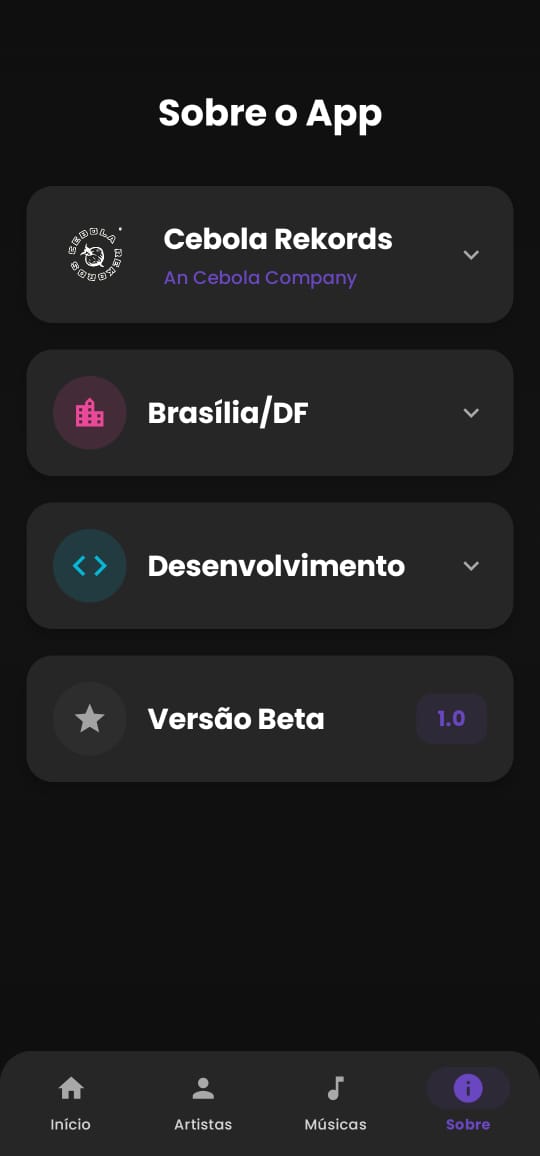 Sobre o App
CEBOLA REKORDS
Cebola Rekords
An Cebola Company
Brasília/DF
Desenvolvimento
Versão Beta
1.0
Início
Artistas
Músicas
Sobre